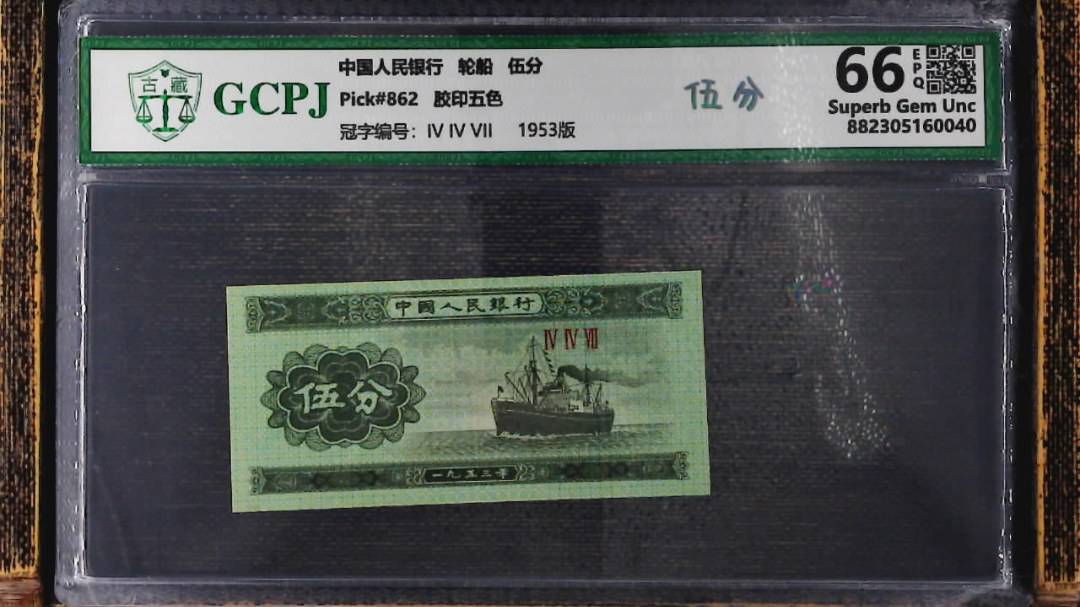 中国人民银行 轮船 伍分
古藏
GCPJ
Pick#862 胶印五色
冠字编号：IV IV VII 1953版
伍分
66 EPQ
Superb Gem Unc
882305160040
中國人民銀行
IV IV VII
伍分
一九五三年